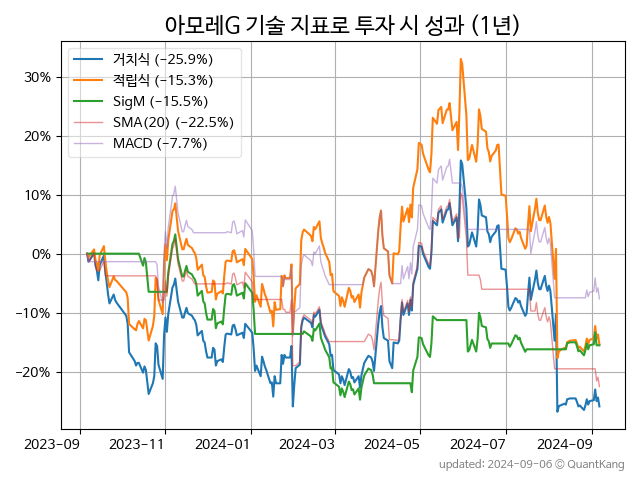 아모레G 기술 지표로 투자 시 성과 (1년)
거치식 (−25.9%)
적립식 (−15.3%)
SigM (−15.5%)
SMA(20) (−22.5%)
MACD (−7.7%)
30%
20%
10%
0%
−10%
−20%
2023-09 2023-11 2024-01 2024-03 2024-05 2024-07 2024-09
updated: 2024-09-06 © QuantKang